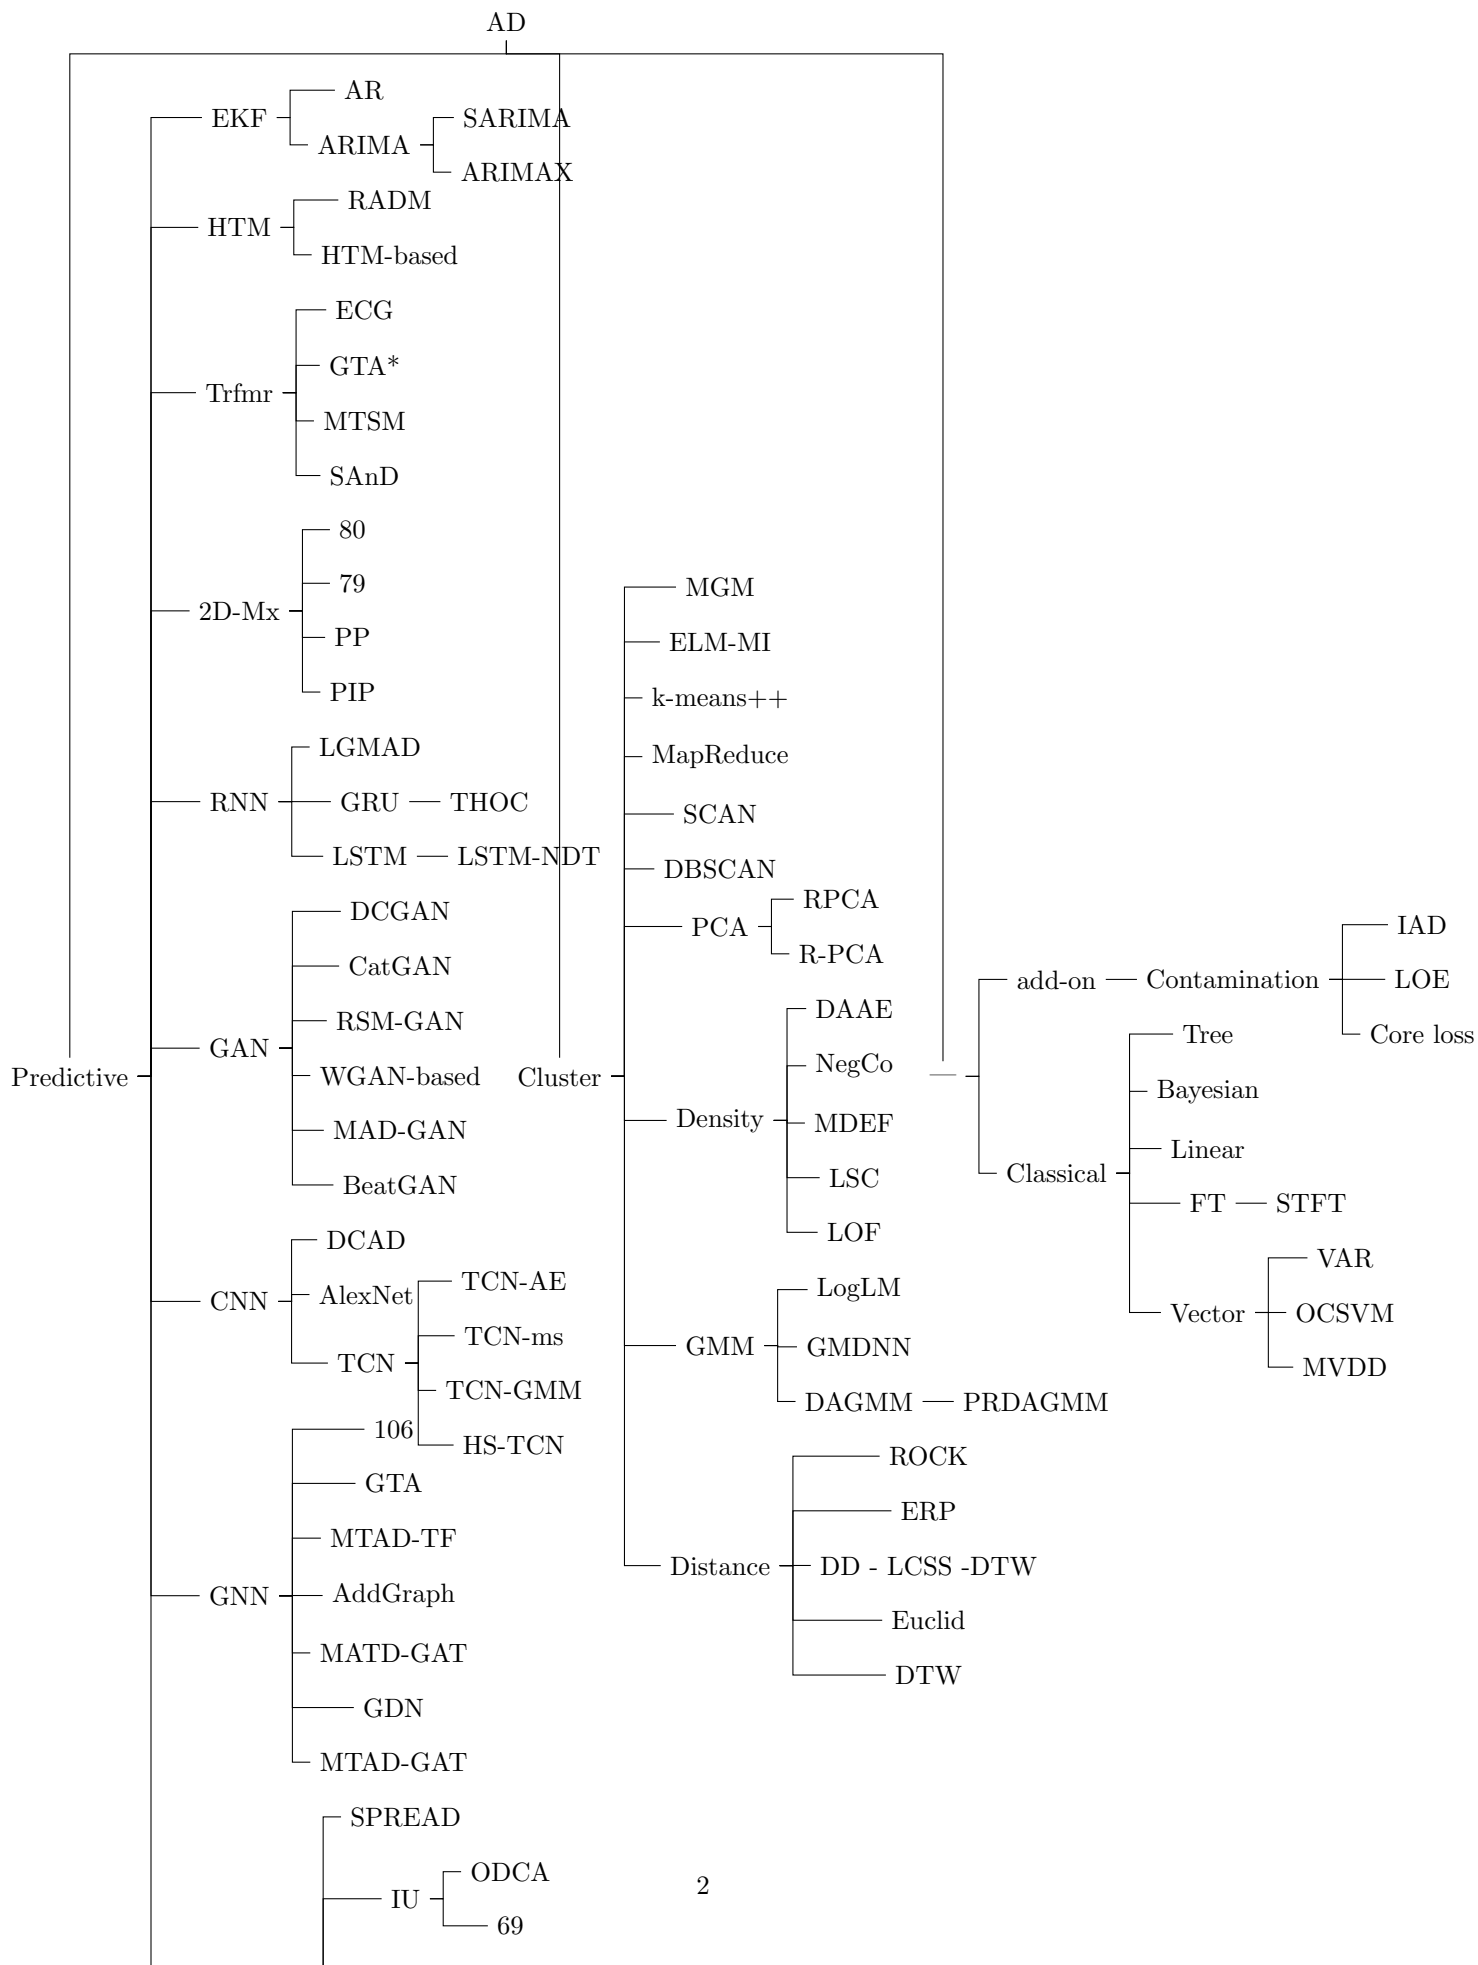 AD
Predictive
EKF
AR
ARIMA
SARIMA
ARIMAX
HTM
RADM
HTM-based
Trfmr
ECG
GTA*
MTSM
SAnD
2D-Mx
80
79
PP
PIP
RNN
LGMAD
GRU
THOC
LSTM
LSTM-NDT
GAN
DCGAN
CatGAN
RSM-GAN
WGAN-based
MAD-GAN
BeatGAN
CNN
DCAD
AlexNet
TCN
TCN-AE
TCN-ms
TCN-GMM
HS-TCN
GNN
106
GTA
MTAD-TF
AddGraph
MATD-GAT
GDN
MTAD-GAT
SPREAD
IU
ODCA
69
Cluster
MGM
ELM-MI
k-means++
MapReduce
SCAN
DBSCAN
PCA
RPCA
R-PCA
Density
DAAE
NegCo
MDEF
LSC
LOF
GMM
LogLM
GMDNN
DAGMM
PRDAGMM
Distance
ROCK
ERP
DD - LCSS -DTW
Euclid
DTW
—
add-on
Contamination
IAD
LOE
Core loss
Classical
Tree
Bayesian
Linear
FT
STFT
Vector
VAR
OCSVM
MVDD
2